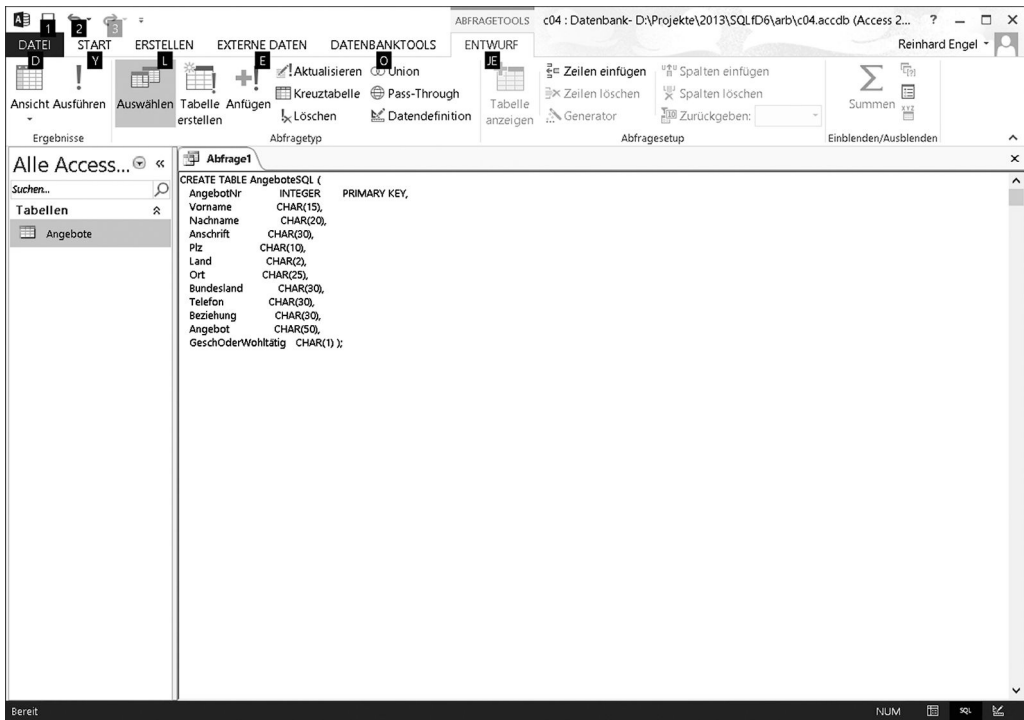 1 2 3
ABFRAGETOOLS c04 : Datenbank- D:\Projekte\2013\SQLfD6\arb\c04.accdb (Access 2... ?
DATEI START ERSTELLEN EXTERNE DATEN DATENBANKTOOLS ENTWURF Reinhard Engel
D Y L E O JE
Ansicht Ausführen
Ergebnisse
Auswählen Tabelle erstellen Anfügen
Aktualisieren Union
Kreuztabelle Pass-Through
Löschen Datendefinition
Abfragetyp
Tabelle anzeigen
Zeilen einfügen Spalten einfügen
Zeilen löschen Spalten löschen
Generator Zurückgeben:
Abfragesetup
Summen
Einblenden/Ausblenden
Alle Access... «
Suchen...
Tabellen
Angebote
Abfrage1
CREATE TABLE AngeboteSQL (
AngebotNr INTEGER PRIMARY KEY,
Vorname CHAR(15),
Nachname CHAR(20),
Anschrift CHAR(30),
Plz CHAR(10),
Land CHAR(2),
Ort CHAR(25),
Bundesland CHAR(30),
Telefon CHAR(30),
Beziehung CHAR(30),
Angebot CHAR(50),
GeschOderWohltätig CHAR(1) );
Bereit NUM SQL